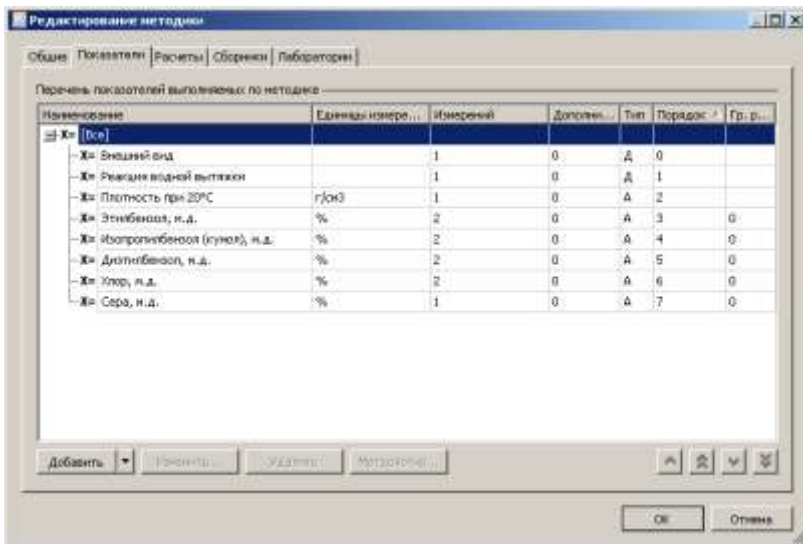 Редактирование методики
Общие Показатели Расчеты Сборники Лаборатории
Перечень показателей выполняемых по методике
Наименование Единицы измере... Измерений Дополни... Тип Порядок Гр. р...
X= [Все]
X= Внешний вид 1 0 Д 0
X= Реакция водной вытяжки 1 0 Д 1
X= Плотность при 20°С г/см3 1 0 А 2
X= Этилбензол, м.д. % 2 0 А 3 0
X= Изопропилбензол (кумол), м.д. % 2 0 А 4 0
X= Диэтилбензол, м.д. % 2 0 А 5 0
X= Хлор, м.д. % 2 0 А 6 0
X= Сера, м.д. % 1 0 А 7 0
Добавить Изменить... Удалить
ОК Отмена